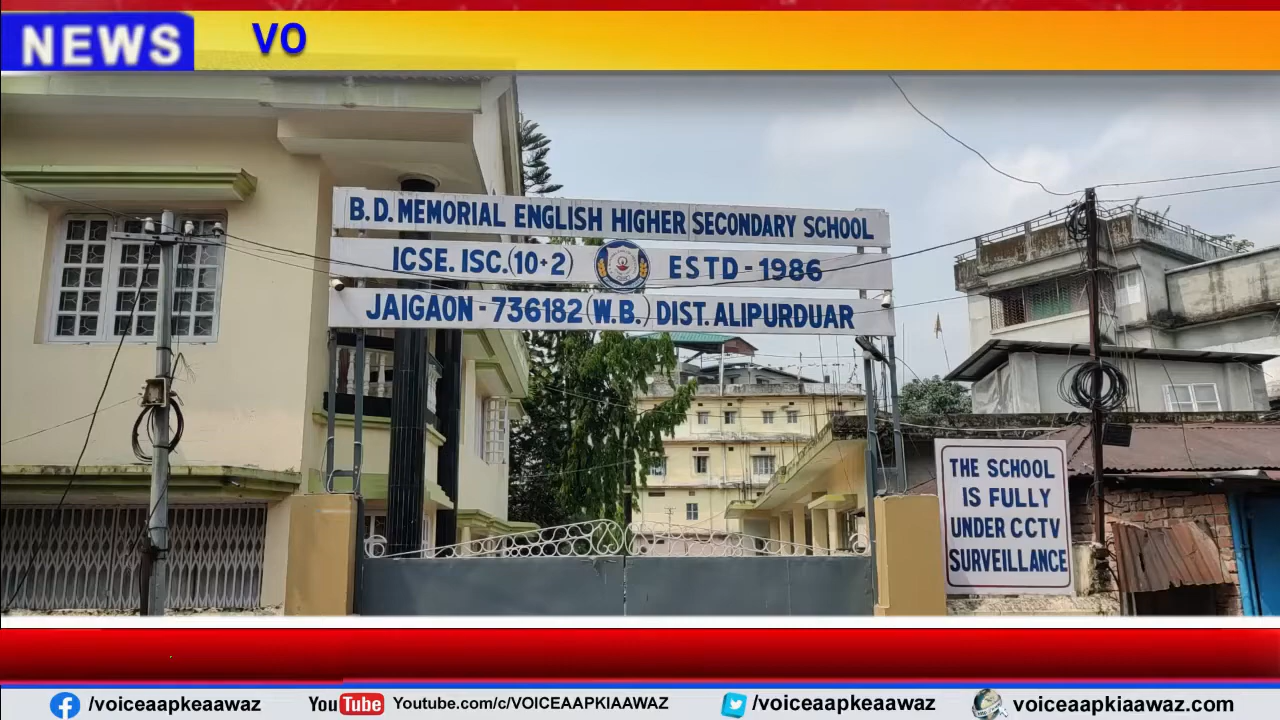 NEWS
VO
B.D. MEMORIAL ENGLISH HIGHER SECONDARY SCHOOL
ICSE. ISC.(10+2) ESTD - 1986
JAIGAON - 736182 (W.B.) DIST. ALIPURDUAR
THE SCHOOL
IS FULLY
UNDER CCTV
SURVEILLANCE
/voiceaapkeaawaz
YouTube Youtube.com/c/VOICEAAPKIAAWAZ
/voiceaapkeaawaz
voiceaapkiaawaz.com